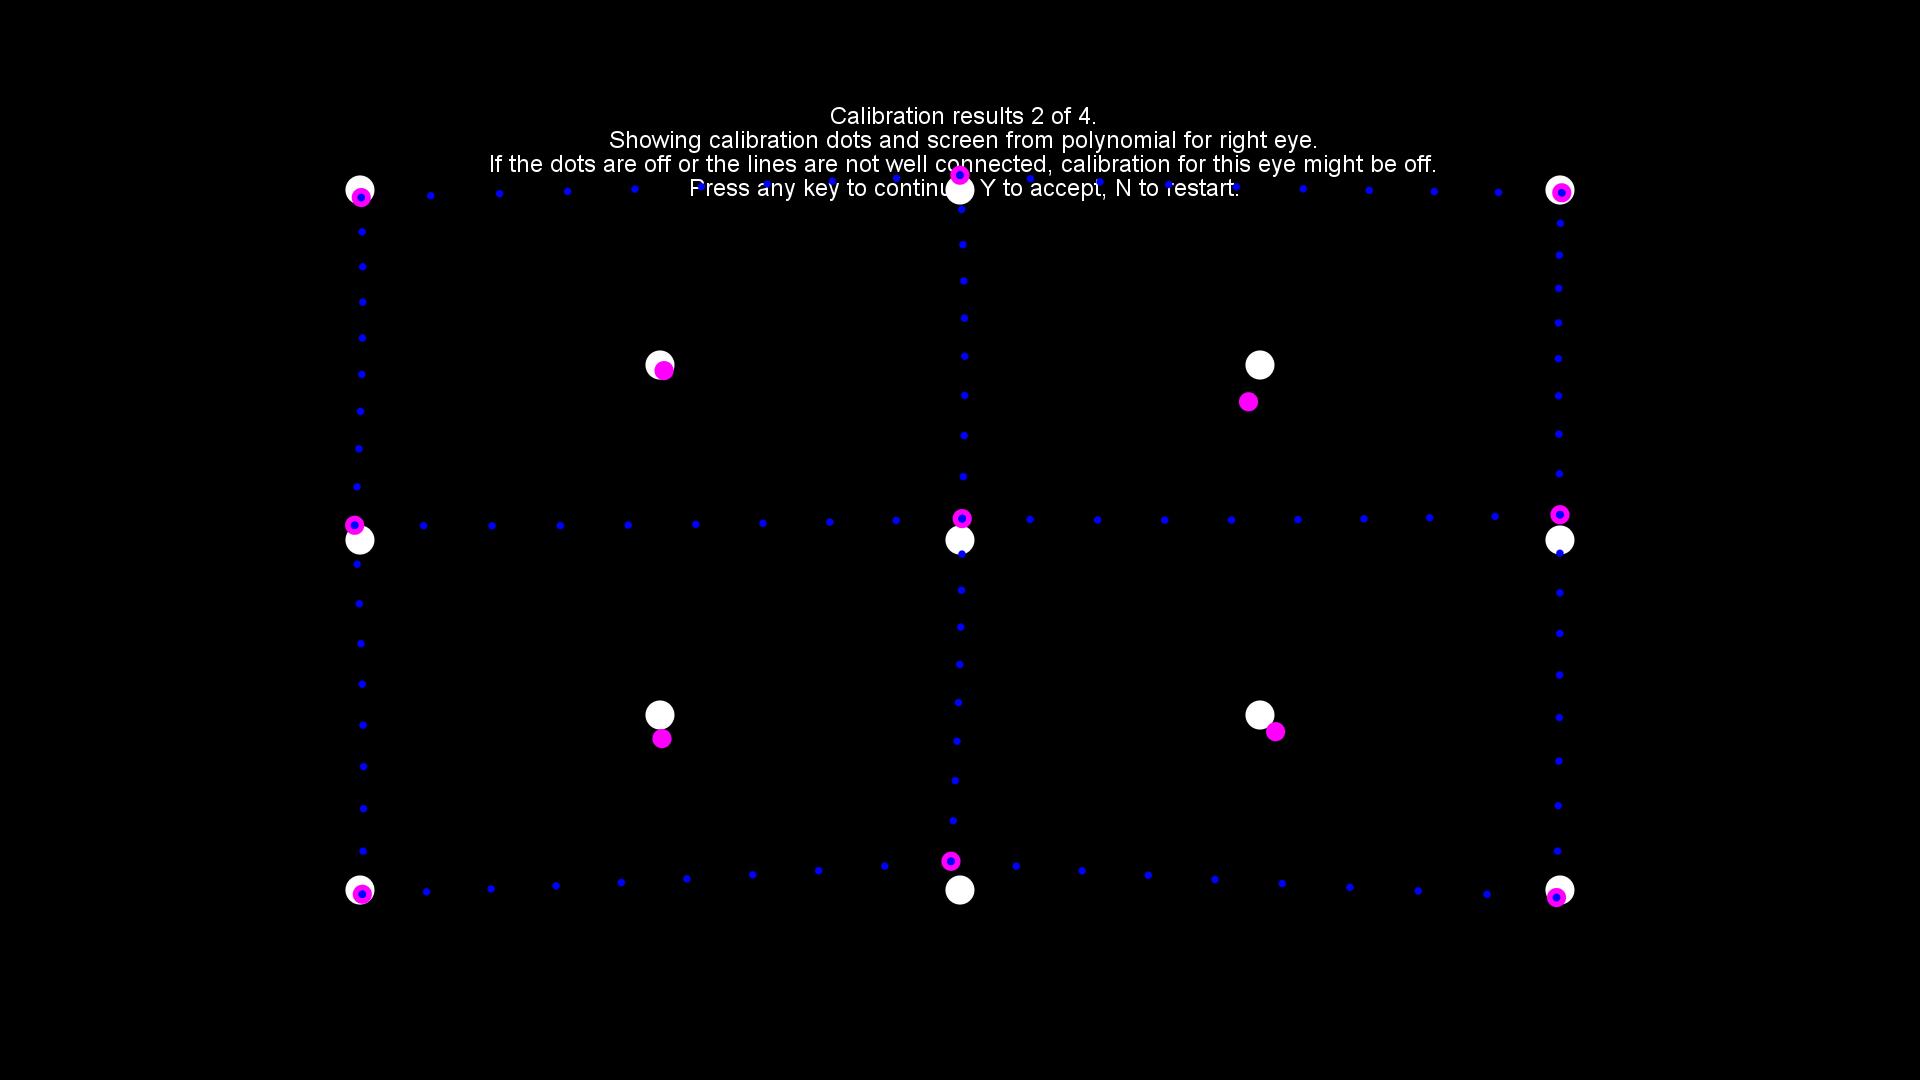 Calibration results 2 of 4.
Showing calibration dots and screen from polynomial for right eye.
If the dots are off or the lines are not well connected, calibration for this eye might be off.
Press any key to continue, Y to accept, N to restart.